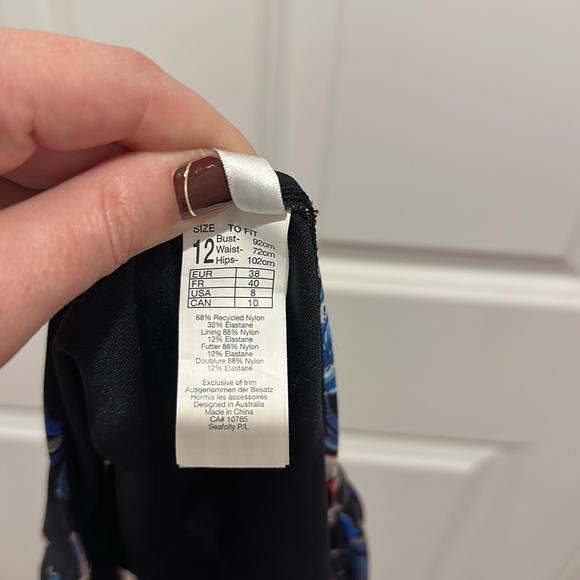 SIZE TO FIT
12 Bust- 92cm
Waist- 72cm
Hips- 102cm
EUR 38
FR 40
USA 8
CAN 10
68% Recycled Nylon
32% Elastane
Lining 88% Nylon
12% Elastane
Futter 88% Nylon
12% Elastane
Doublure 88% Nylon
12% Elastane
Exclusive of trim
Ausgenommen der Besatz
Hormis les accessoires
Designed in Australia
Made in China
CA# 10765
Seafolly P/L